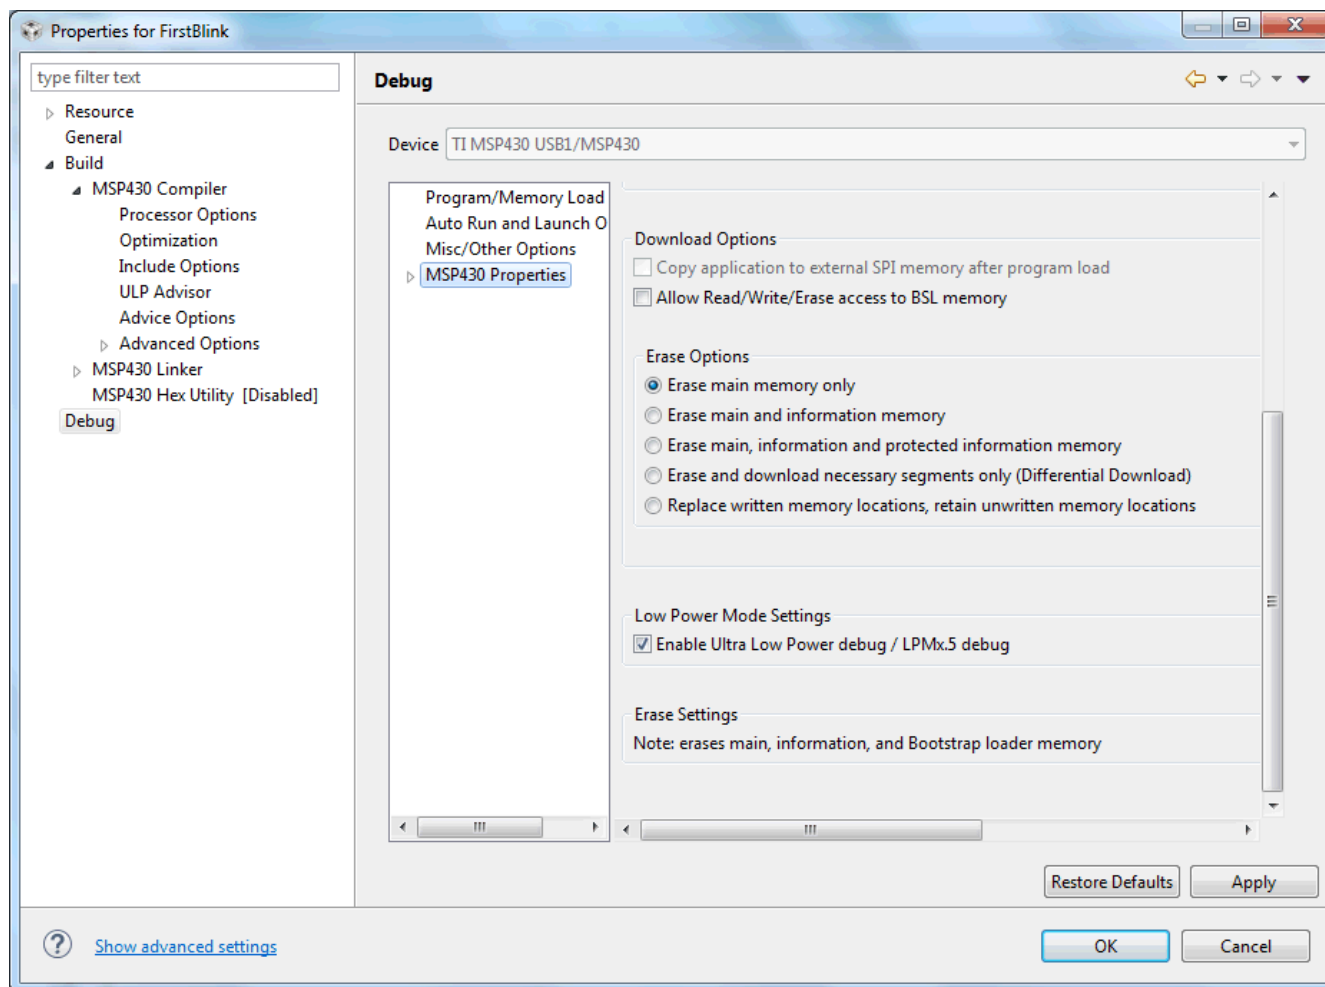 Properties for FirstBlink
type filter text
Resource
General
Build
MSP430 Compiler
Processor Options
Optimization
Include Options
ULP Advisor
Advice Options
Advanced Options
MSP430 Linker
MSP430 Hex Utility [Disabled]
Debug
Debug
Device TI MSP430 USB1/MSP430
Program/Memory Load
Auto Run and Launch O
Misc/Other Options
MSP430 Properties
Download Options
Copy application to external SPI memory after program load
Allow Read/Write/Erase access to BSL memory
Erase Options
Erase main memory only
Erase main and information memory
Erase main, information and protected information memory
Erase and download necessary segments only (Differential Download)
Replace written memory locations, retain unwritten memory locations
Low Power Mode Settings
Enable Ultra Low Power debug / LPMx.5 debug
Erase Settings
Note: erases main, information, and Bootstrap loader memory
Restore Defaults Apply
? Show advanced settings OK Cancel